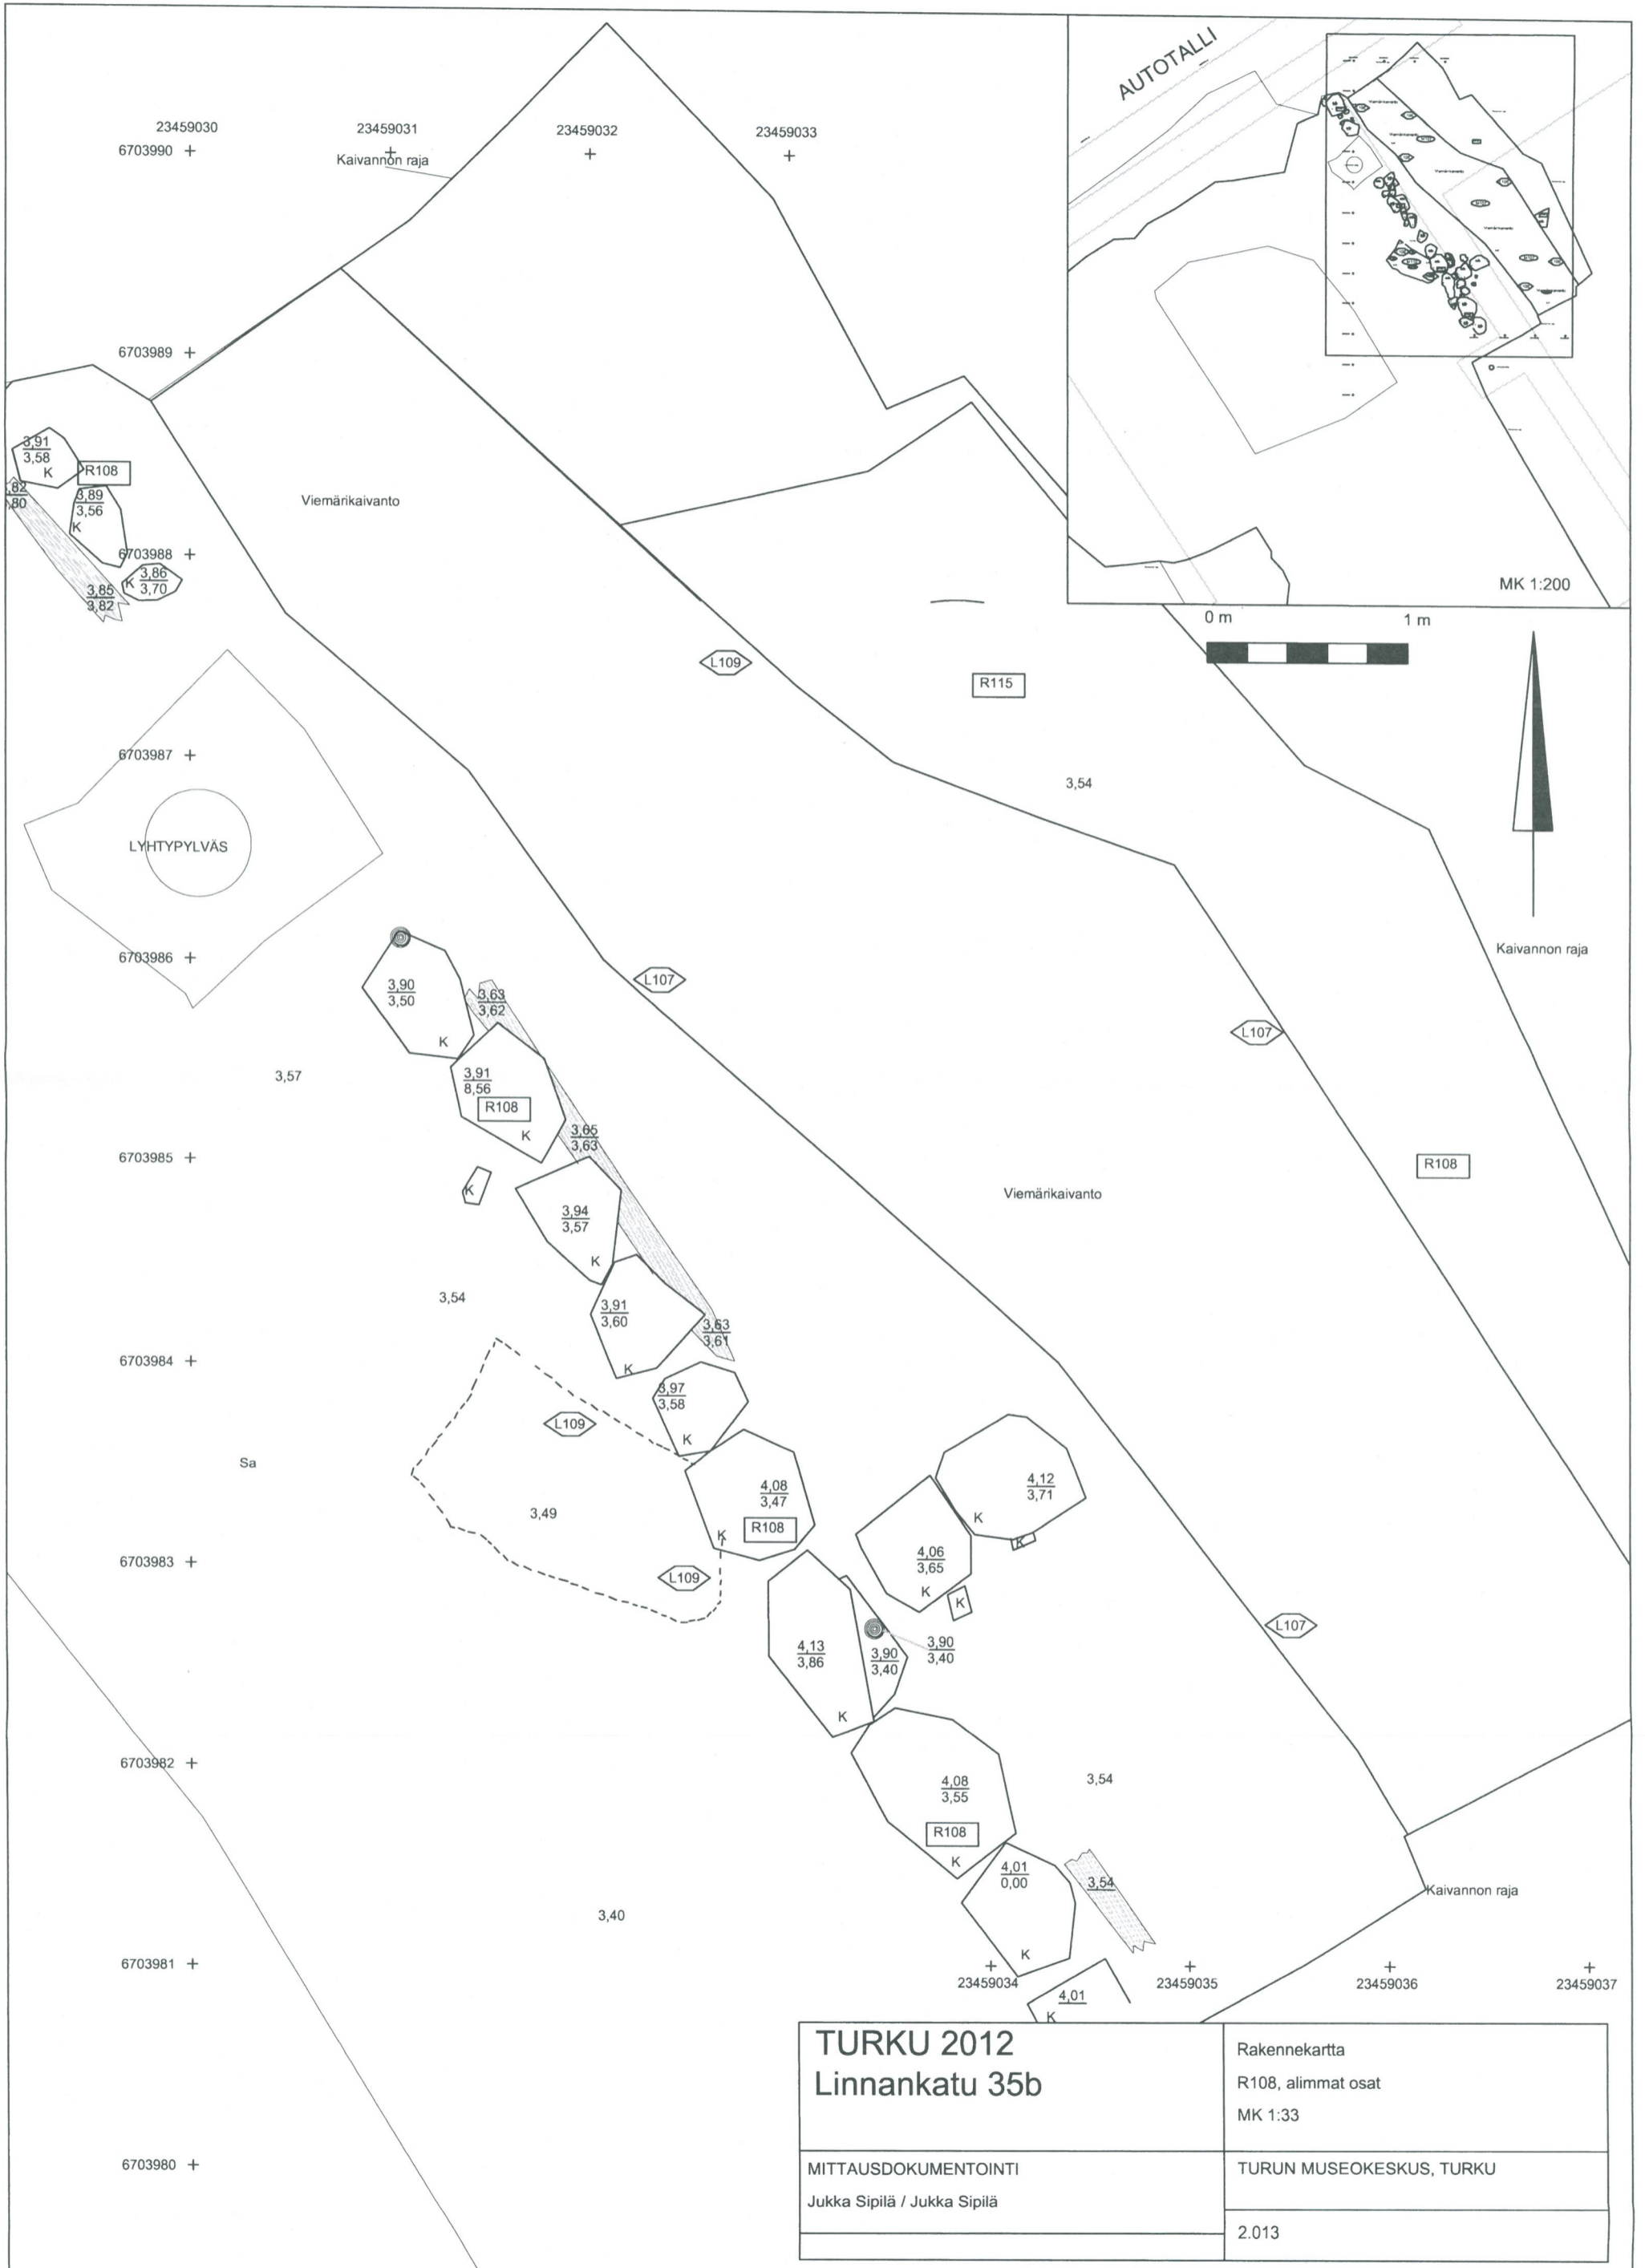 AUTOTALLI
23459030
23459031
23459032
23459033
6703990
Kaivannon raja
6703989
3,91
3,58
K
R108
,82
,80
3,89
3,56
K
Viemärikaivanto
6703988
K
3,86
3,70
3,85
3,82
MK 1:200
0 m
1 m
L109
R115
6703987
3,54
LYHTYPYLVÄS
6703986
Kaivannon raja
3,90
3,50
K
3,63
3,62
L107
L107
3,57
3,91
8,56
R108
K
3,65
3,63
6703985
R108
K
Viemärikaivanto
3,94
3,57
K
3,54
3,91
3,60
K
3,63
3,61
6703984
3,97
3,58
K
L109
Sa
4,08
3,47
R108
K
4,12
3,71
K
K
3,49
6703983
4,06
3,65
K
K
L109
L107
4,13
3,86
K
3,90
3,40
3,90
3,40
6703982
4,08
3,55
R108
K
3,54
4,01
0,00
K
3,54
Kaivannon raja
3,40
6703981
23459034
23459035
23459036
23459037
4,01
K
TURKU 2012
Linnankatu 35b
Rakennekartta
R108, alimmat osat
MK 1:33
6703980
MITTAUSDOKUMENTOINTI
Jukka Sipilä / Jukka Sipilä
TURUN MUSEOKESKUS, TURKU
2.013